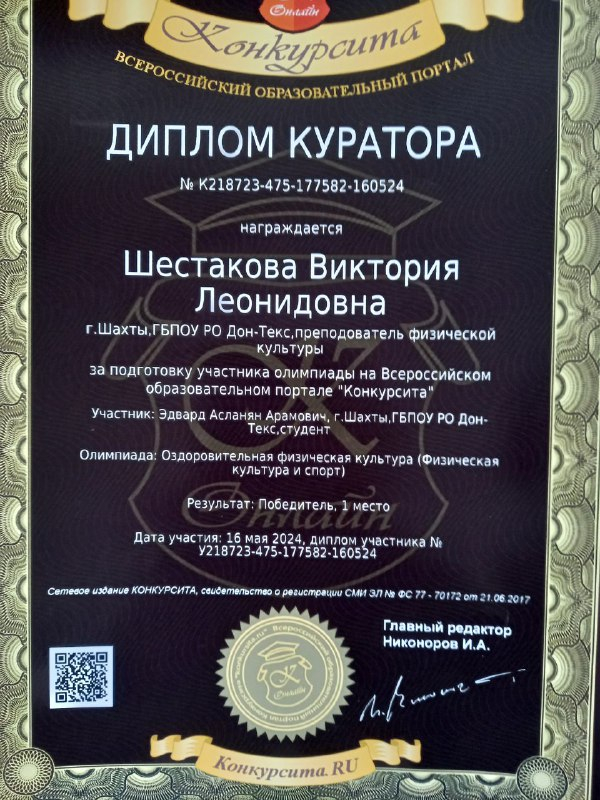 Онлайн
Конкурсита
ВСЕРОССИЙСКИЙ ОБРАЗОВАТЕЛЬНЫЙ ПОРТАЛ
ДИПЛОМ КУРАТОРА
№ К218723-475-177582-160524
награждается
Шестакова Виктория
Леонидовна
г.Шахты,ГБПОУ РО Дон-Текс,преподователь физической
культуры
за подготовку участника олимпиады на Всероссийском
образовательном портале "Конкурсита"
Участник: Эдвард Асланян Арамович, г.Шахты,ГБПОУ РО Дон-
Текс,студент
Олимпиада: Оздоровительная физическая культура (Физическая
культура и спорт)
Результат: Победитель, 1 место
Онлайн
Дата участия: 16 мая 2024, диплом участника №
У218723-475-177582-160524
Сетевое издание КОНКУРСИТА, свидетельство о регистрации СМИ ЭЛ № ФС 77 - 70172 от 21.06.2017
Главный редактор
Никоноров И.А.
К
Онлайн
Конкурсита.RU